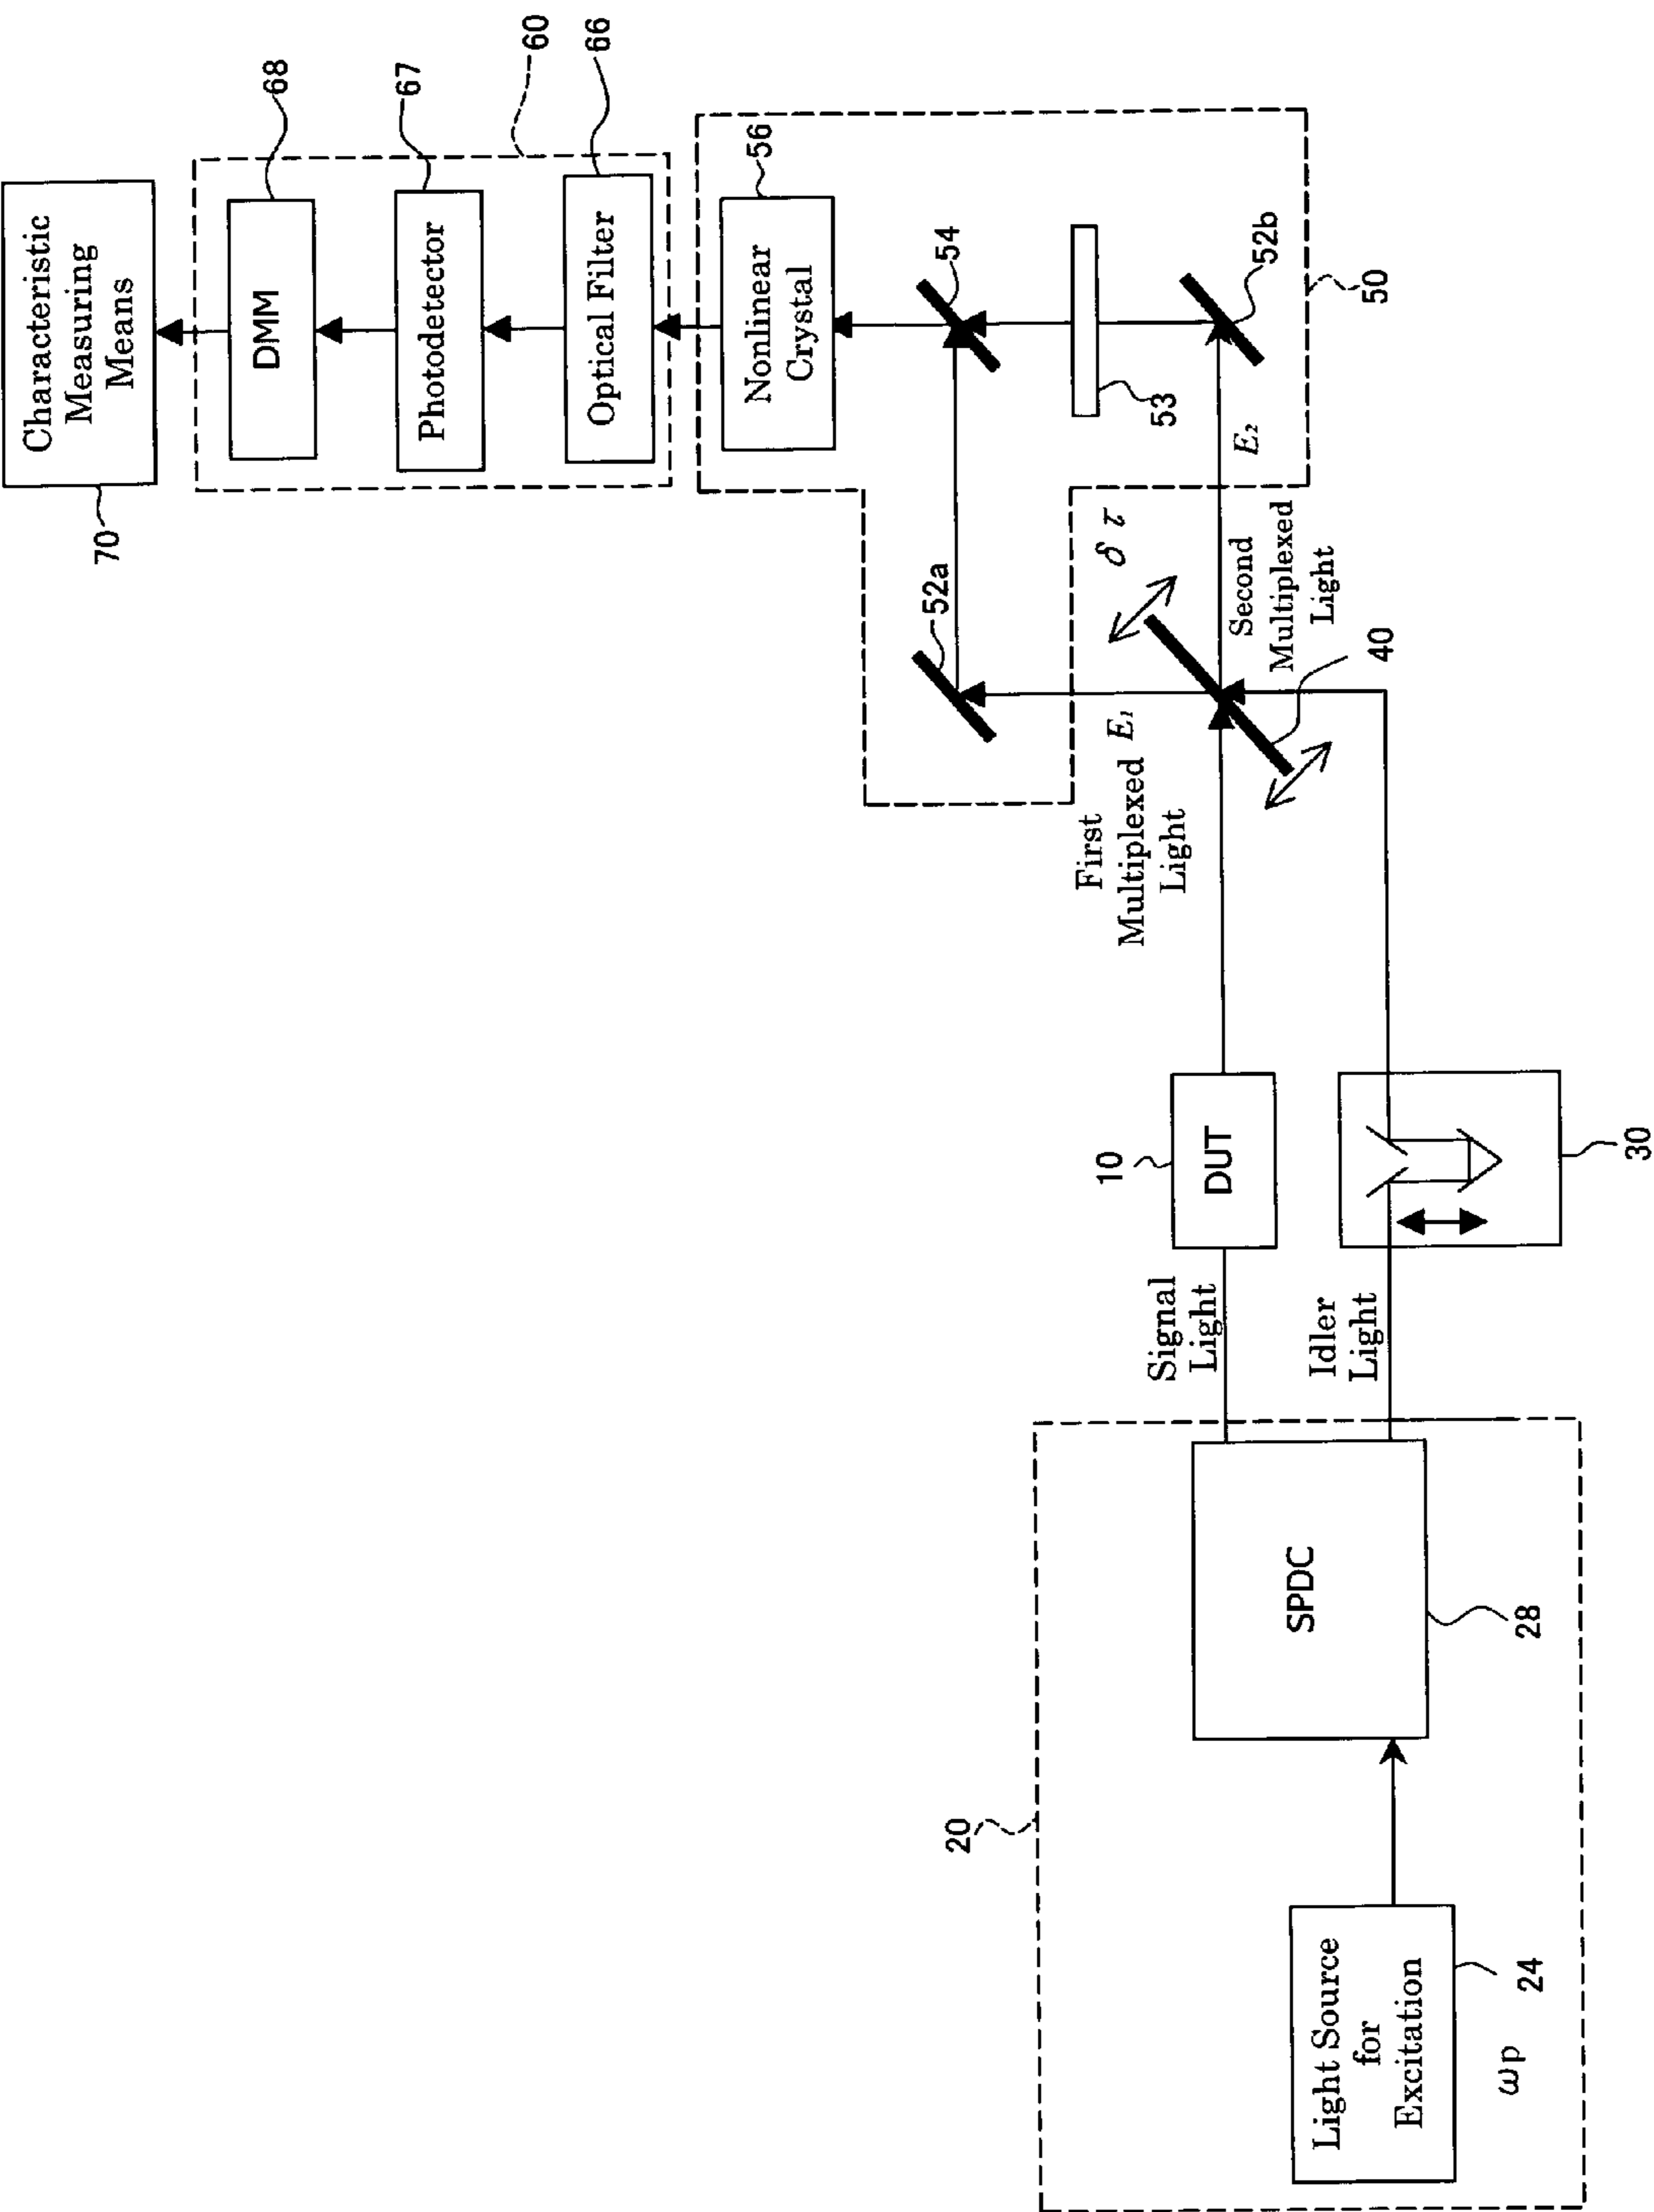 Characteristic
Measuring
Means
70
DMM
68
Photodetector
67
60
Optical Filter
66
Nonlinear
Crystal
56
54
53
52b
50
52a
E₂
δ τ
Second
Multiplexed
Light
40
First
Multiplexed
Light
E₁
10
DUT
30
Signal
Light
Idler
Light
20
SPDC
28
Light Source
for
Excitation
24
ωp